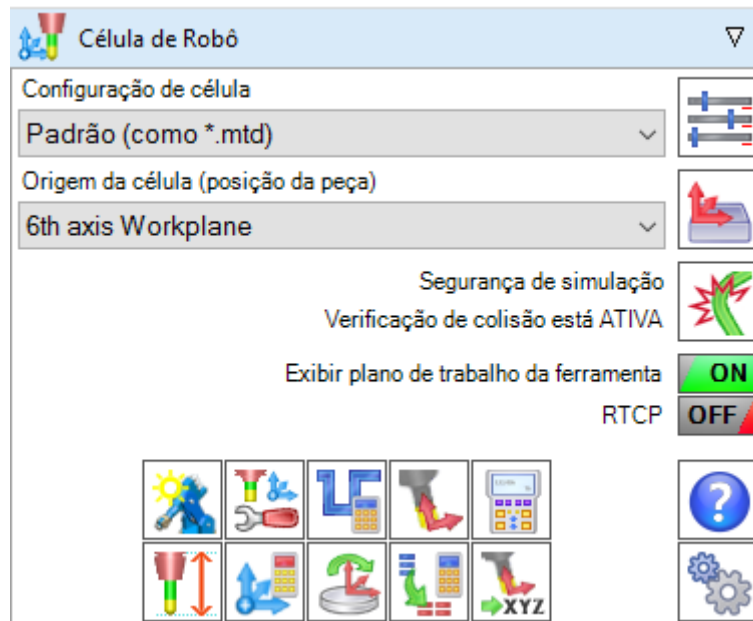 Célula de Robô
Configuração de célula
Padrão (como *.mtd)
Origem da célula (posição da peça)
6th axis Workplane
Segurança de simulação
Verificação de colisão está ATIVA
Exibir plano de trabalho da ferramenta
ON
RTCP
OFF
XYZ